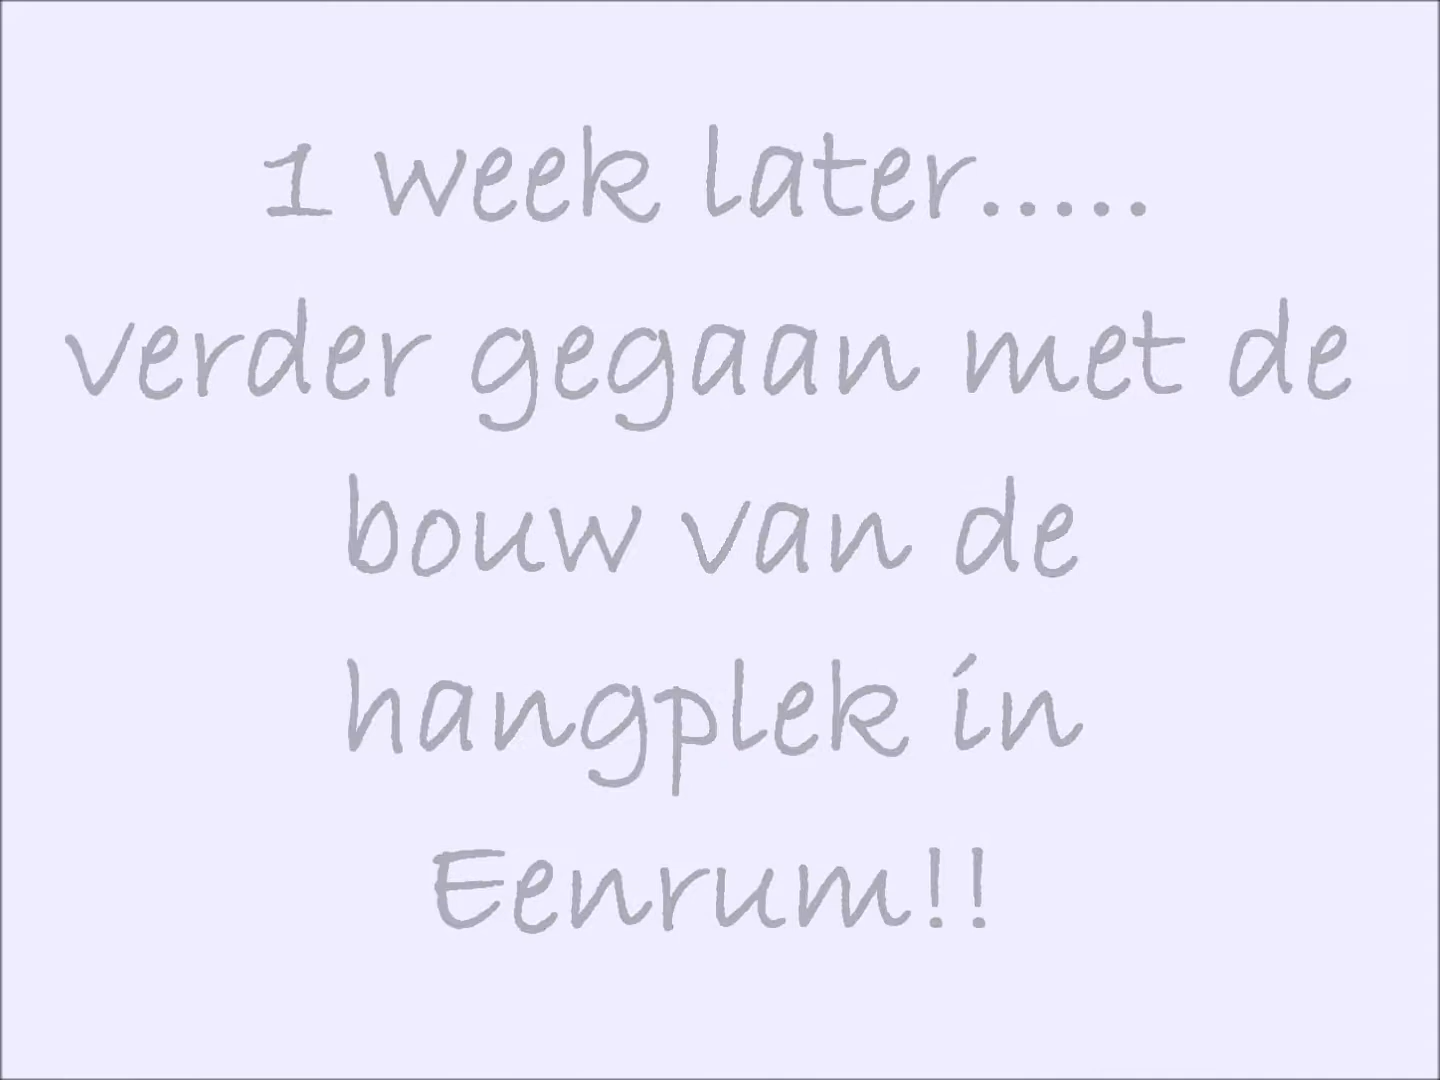 1 week later.....
verder gegaan met de
bouw van de
hangplek in
Eenrum!!